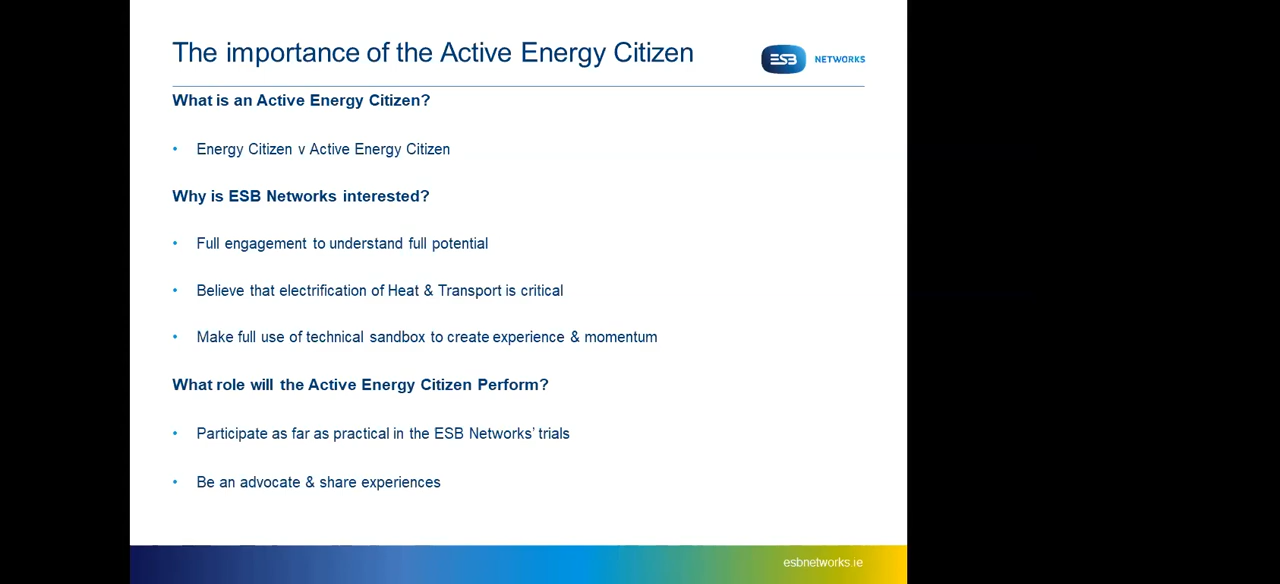 The importance of the Active Energy Citizen
ESB NETWORKS
What is an Active Energy Citizen?
• Energy Citizen v Active Energy Citizen
Why is ESB Networks interested?
• Full engagement to understand full potential
• Believe that electrification of Heat & Transport is critical
• Make full use of technical sandbox to create experience & momentum
What role will the Active Energy Citizen Perform?
• Participate as far as practical in the ESB Networks’ trials
• Be an advocate & share experiences
esbnetworks.ie